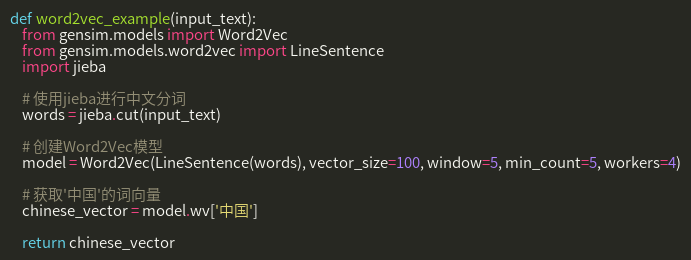 def word2vec_example(input_text):
    from gensim.models import Word2Vec
    from gensim.models.word2vec import LineSentence
    import jieba

    # 使用jieba进行中文分词
    words = jieba.cut(input_text)

    # 创建Word2Vec模型
    model = Word2Vec(LineSentence(words), vector_size=100, window=5, min_count=5, workers=4)

    # 获取'中国'的词向量
    chinese_vector = model.wv['中国']

    return chinese_vector